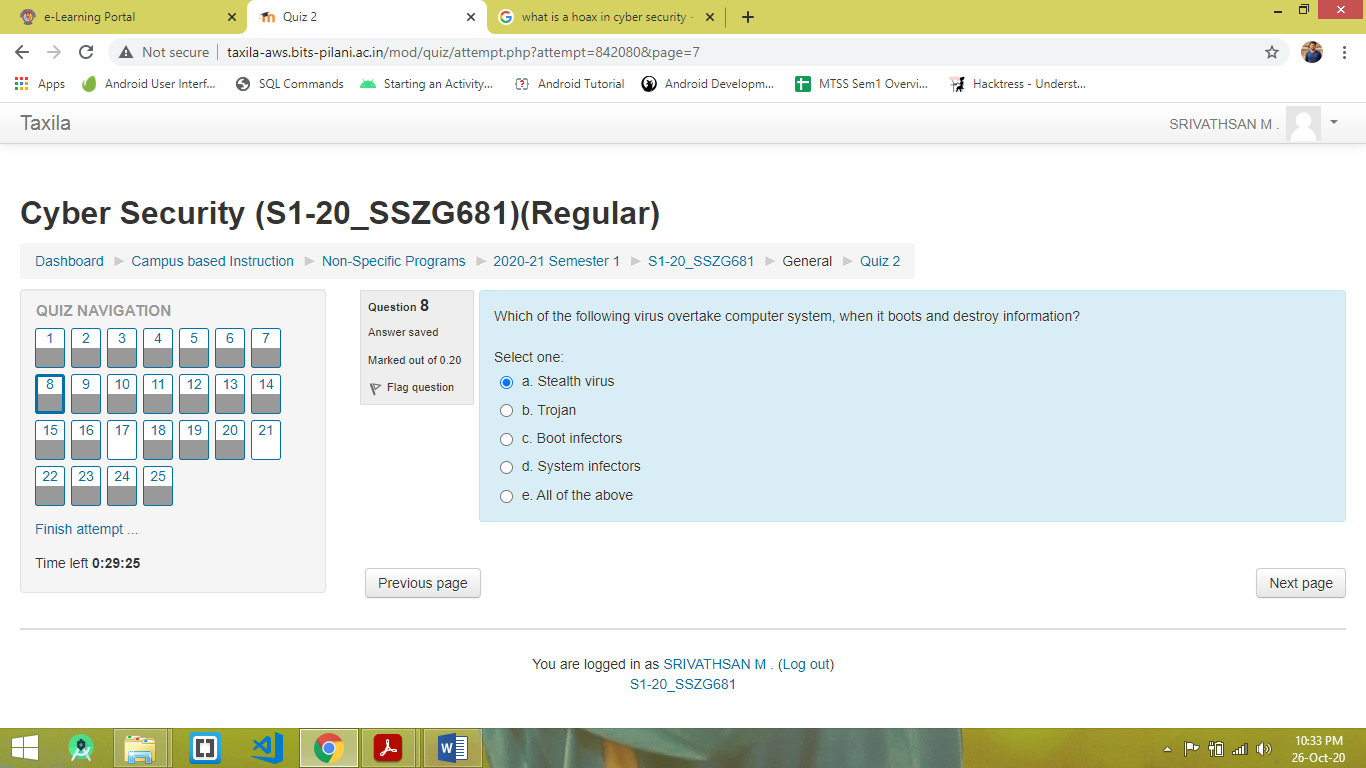 e-Learning Portal
Quiz 2
what is a hoax in cyber security -
Not secure
taxila-aws.bits-pilani.ac.in/mod/quiz/attempt.php?attempt=842080&page=7
Apps
Android User Interf...
SQL Commands
Starting an Activity...
Android Tutorial
Android Developm...
MTSS Sem1 Overvi...
Hacktress - Underst...
Taxila
SRIVATHSAN M .
Cyber Security (S1-20_SSZG681)(Regular)
Dashboard ► Campus based Instruction ► Non-Specific Programs ► 2020-21 Semester 1 ► S1-20_SSZG681 ► General ► Quiz 2
QUIZ NAVIGATION
1 2 3 4 5 6 7
8 9 10 11 12 13 14
15 16 17 18 19 20 21
22 23 24 25
Finish attempt ...
Time left 0:29:25
Question 8
Answer saved
Marked out of 0.20
Flag question
Which of the following virus overtake computer system, when it boots and destroy information?
Select one:
a. Stealth virus
b. Trojan
c. Boot infectors
d. System infectors
e. All of the above
Previous page
Next page
You are logged in as SRIVATHSAN M . (Log out)
S1-20_SSZG681
10:33 PM
26-Oct-20